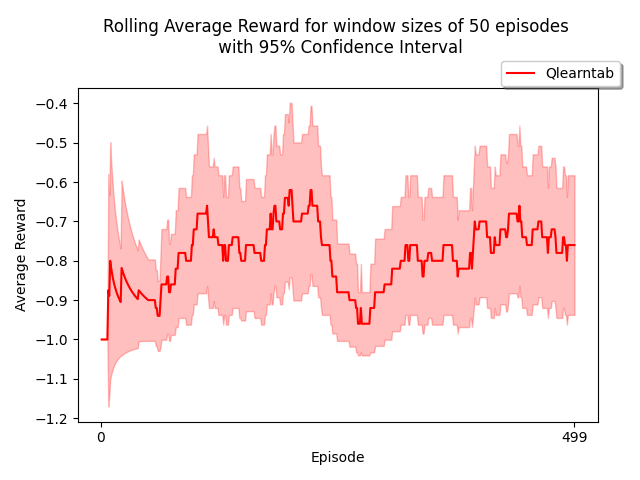 Rolling Average Reward for window sizes of 50 episodes
with 95% Confidence Interval
Qlearntab
−0.4
−0.5
−0.6
−0.7
−0.8
−0.9
−1.0
−1.1
−1.2
Average Reward
0
499
Episode